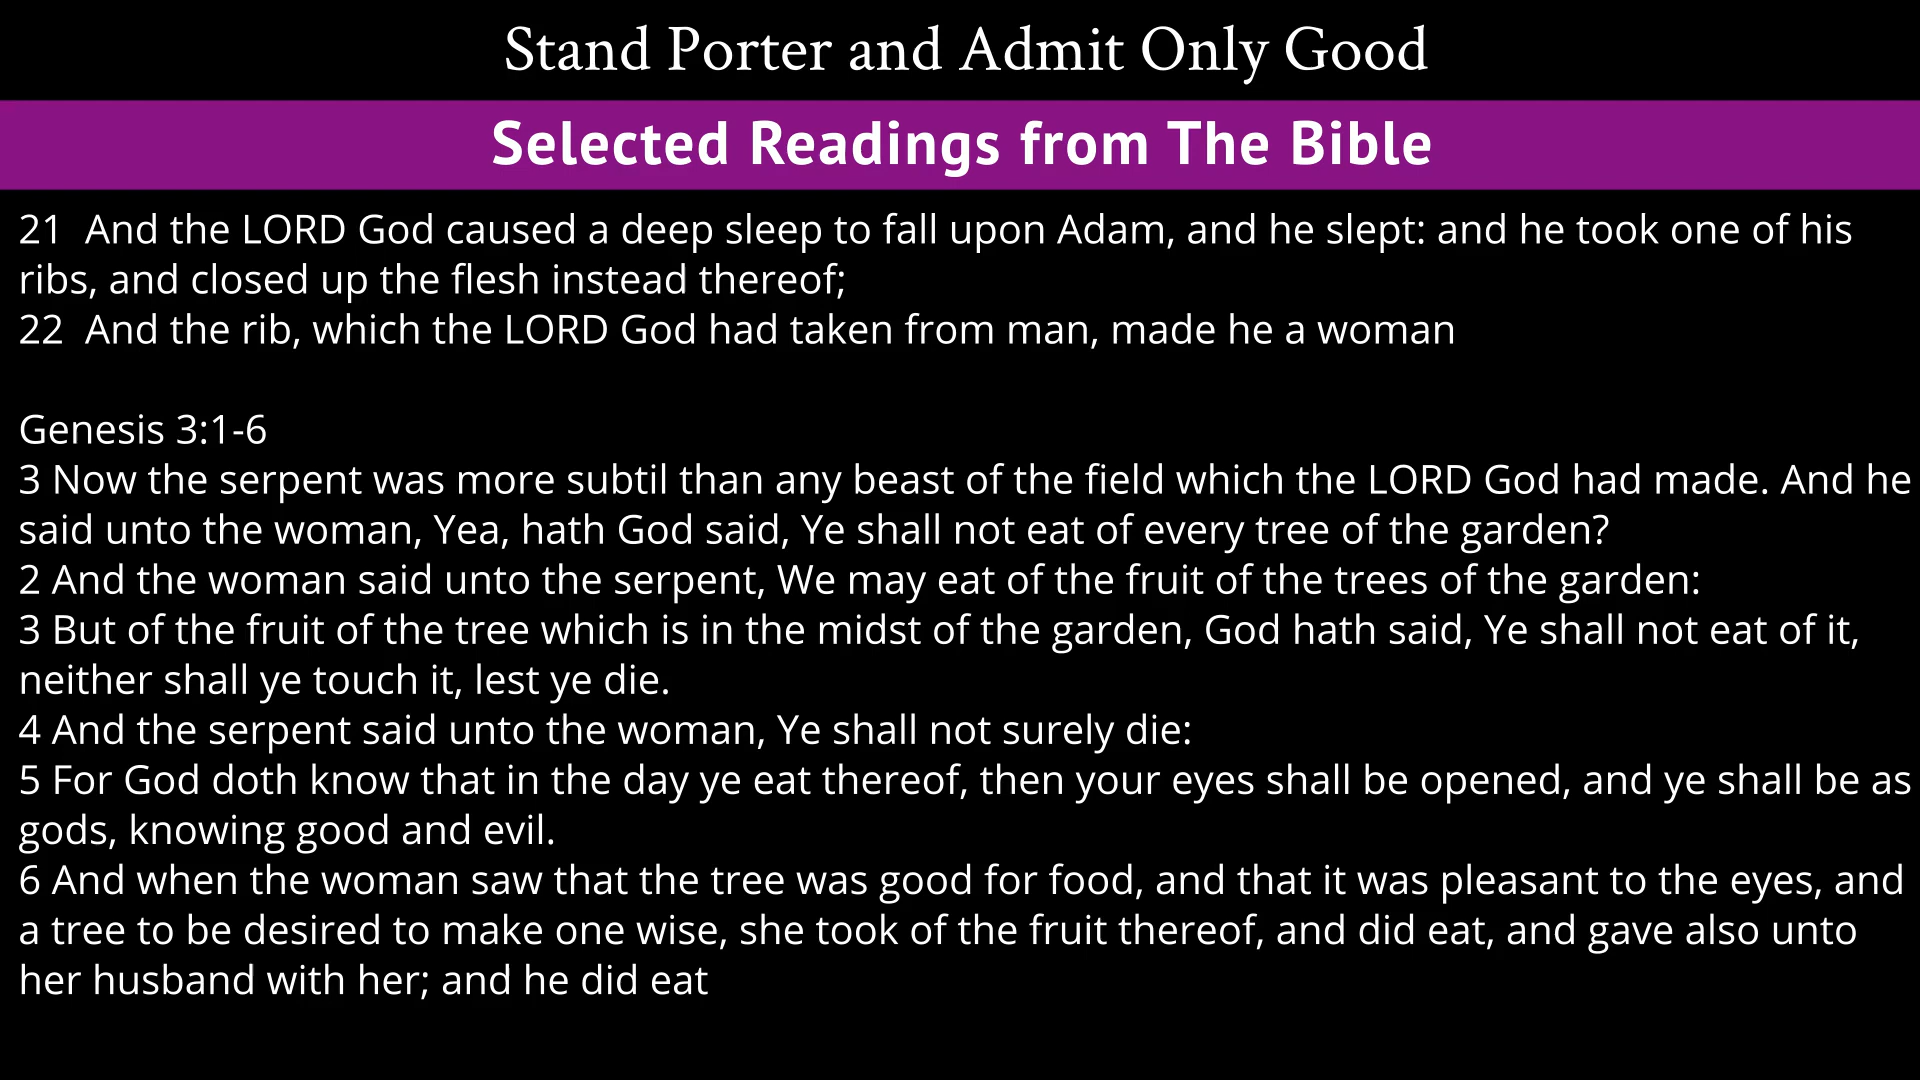 Stand Porter and Admit Only Good
Selected Readings from The Bible
21  And the LORD God caused a deep sleep to fall upon Adam, and he slept: and he took one of his
ribs, and closed up the flesh instead thereof;
22  And the rib, which the LORD God had taken from man, made he a woman
Genesis 3:1-6
3 Now the serpent was more subtil than any beast of the field which the LORD God had made. And he
said unto the woman, Yea, hath God said, Ye shall not eat of every tree of the garden?
2 And the woman said unto the serpent, We may eat of the fruit of the trees of the garden:
3 But of the fruit of the tree which is in the midst of the garden, God hath said, Ye shall not eat of it,
neither shall ye touch it, lest ye die.
4 And the serpent said unto the woman, Ye shall not surely die:
5 For God doth know that in the day ye eat thereof, then your eyes shall be opened, and ye shall be as
gods, knowing good and evil.
6 And when the woman saw that the tree was good for food, and that it was pleasant to the eyes, and
a tree to be desired to make one wise, she took of the fruit thereof, and did eat, and gave also unto
her husband with her; and he did eat